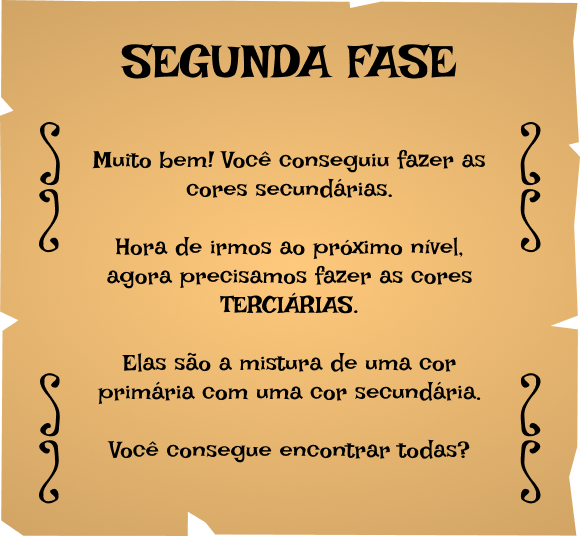 SEGUNDA FASE
Muito bem! Você conseguiu fazer as
cores secundárias.
Hora de irmos ao próximo nível,
agora precisamos fazer as cores
TERCIÁRIAS.
Elas são a mistura de uma cor
primária com uma cor secundária.
Você consegue encontrar todas?